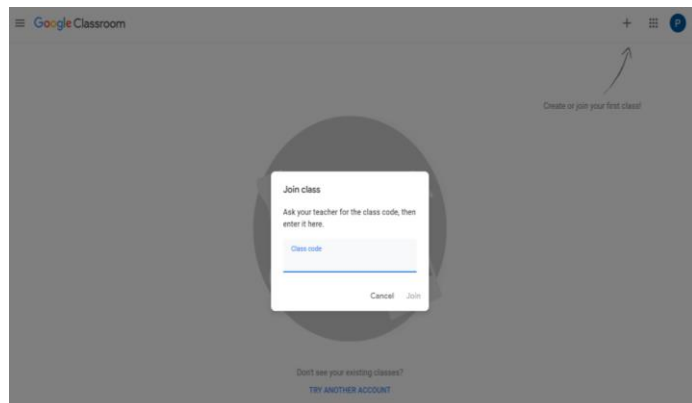 Google Classroom
P
Create or join your first class!
Join class
Ask your teacher for the class code, then
enter it here.
Class code
Cancel Join
Don't see your existing classes?
TRY ANOTHER ACCOUNT